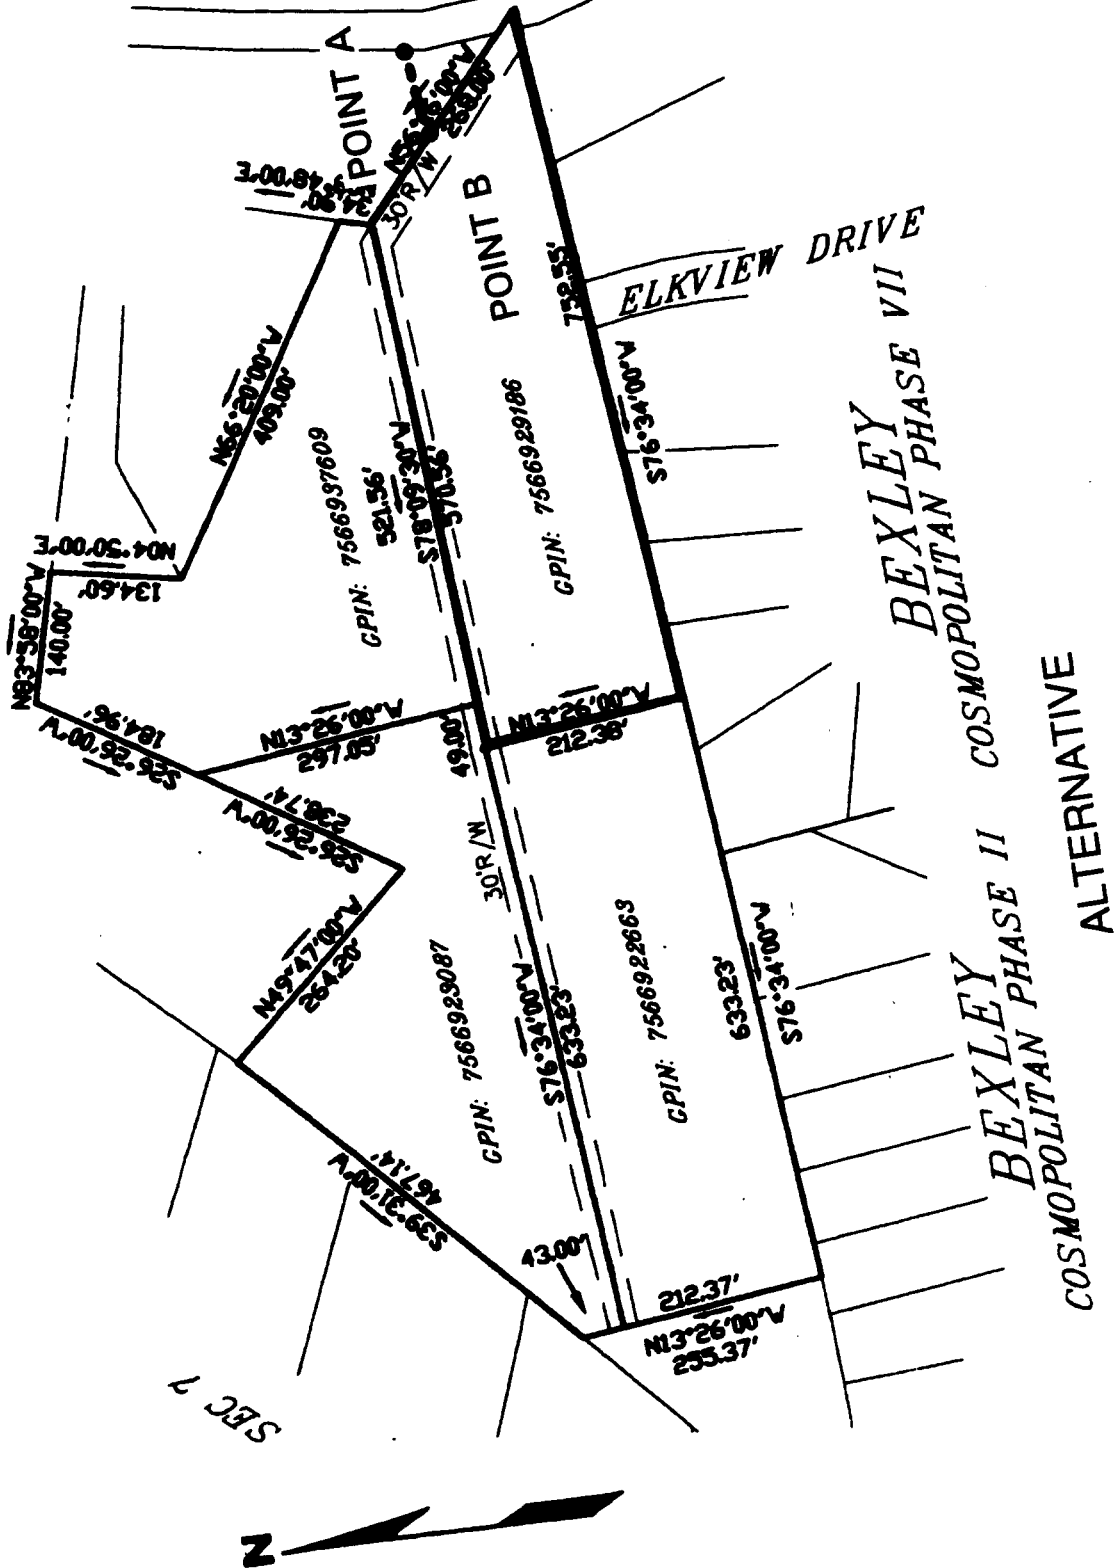 POINT A
34.90'
N56°16'00"W
268.00'
30'R/W
POINT B
N66°20'00"W
409.00'
N04°50'00"E
134.60'
N83°58'00"W
140.00'
184.96'
S26°26'00"W
238.74'
S26°26'00"W
N13°26'00"W
297.05'
GPIN: 7566937609
521.56'
S78°09'30"W
570.56'
49.00'
GPIN: 7566929186
752.55'
S76°34'00"W
ELKVIEW DRIVE
N13°26'00"W
212.38'
30'R/W
N49°47'00"W
264.20'
GPIN: 7566923087
S76°34'00"W
633.23'
GPIN: 7566922663
633.23'
S76°34'00"W
467.14'
S39°31'00"W
43.00'
212.37'
N13°26'00"W
255.37'
SEC 7
BEXLEY
COSMOPOLITAN PHASE VII
BEXLEY
COSMOPOLITAN PHASE II
ALTERNATIVE
N